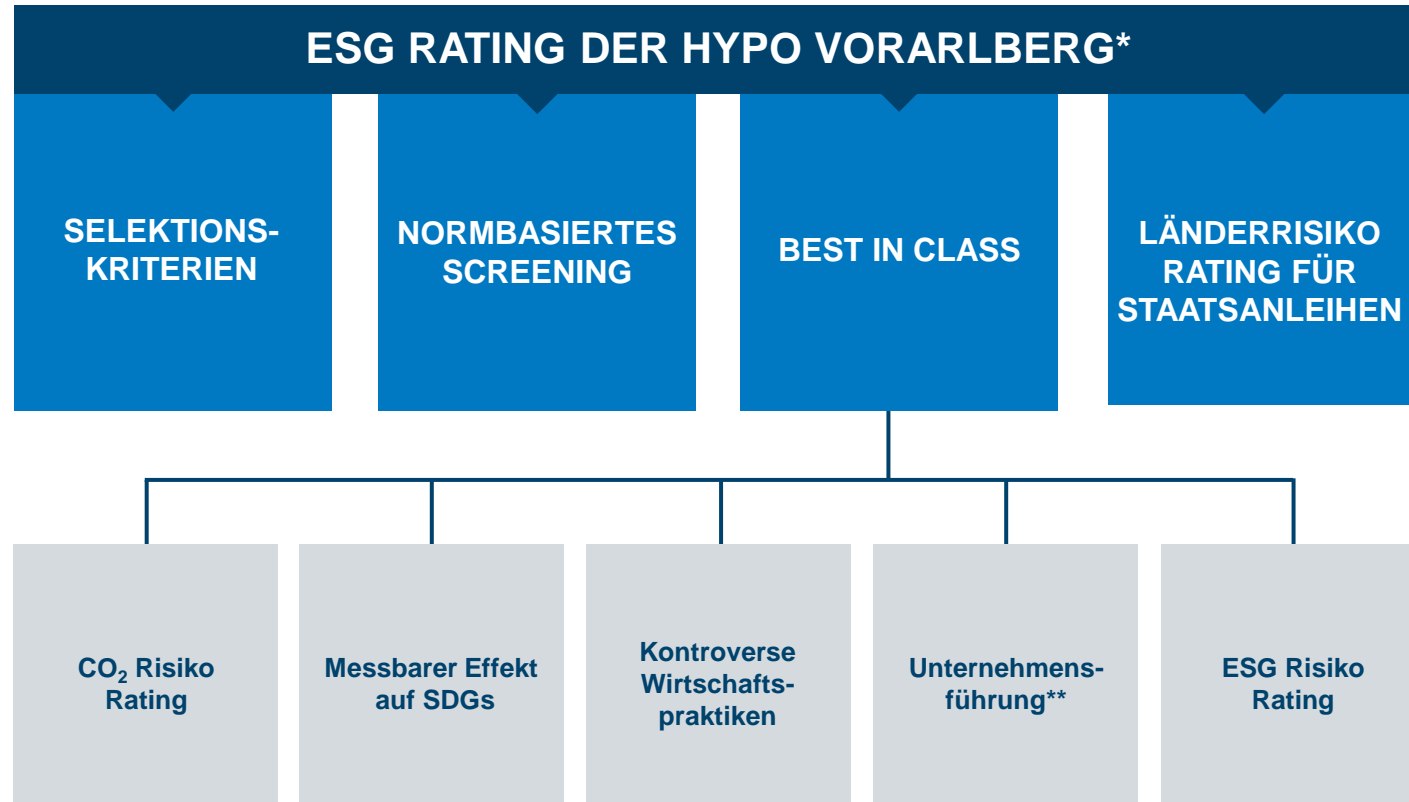 ESG RATING DER HYPO VORARLBERG*
SELEKTIONS-
KRITERIEN
NORMBASIERTES
SCREENING
BEST IN CLASS
LÄNDERRISIKO
RATING FÜR
STAATSANLEIHEN
CO₂ Risiko
Rating
Messbarer Effekt
auf SDGs
Kontroverse
Wirtschafts-
praktiken
Unternehmens-
führung**
ESG Risiko
Rating